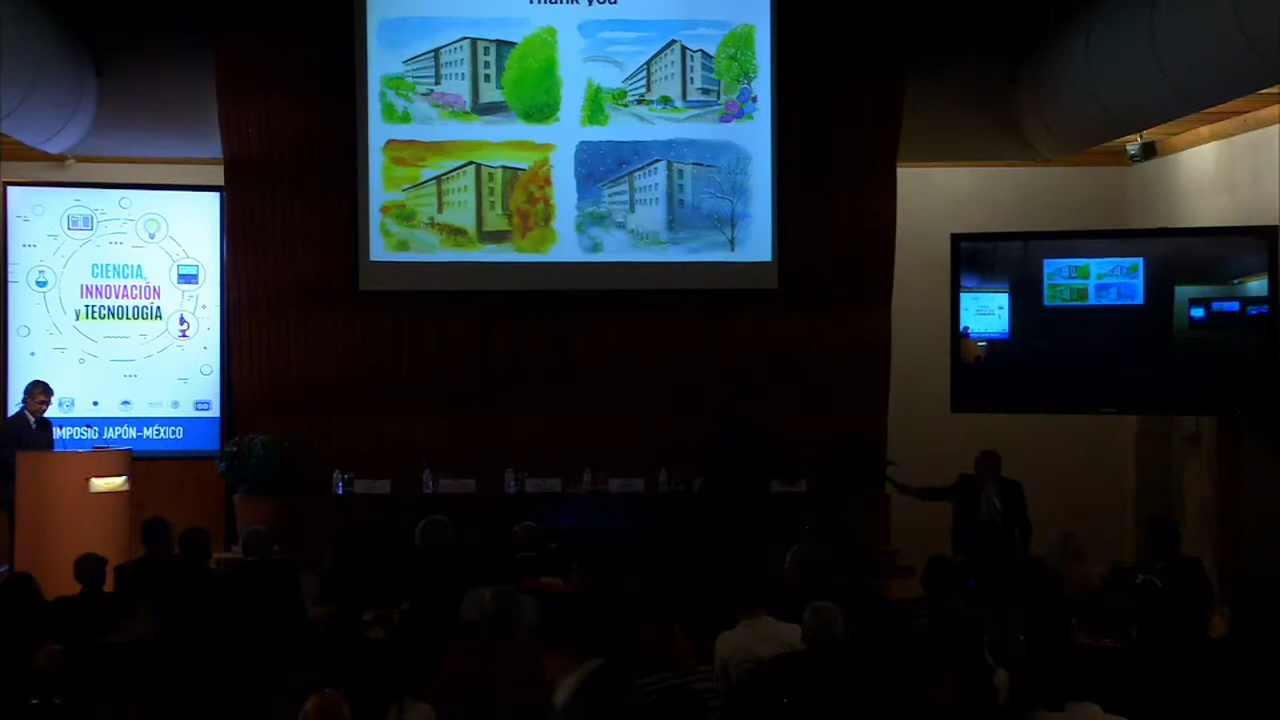 Thank you
CIENCIA,
INNOVACIÓN
y TECNOLOGÍA
IMPOSIO JAPÓN-MÉXICO